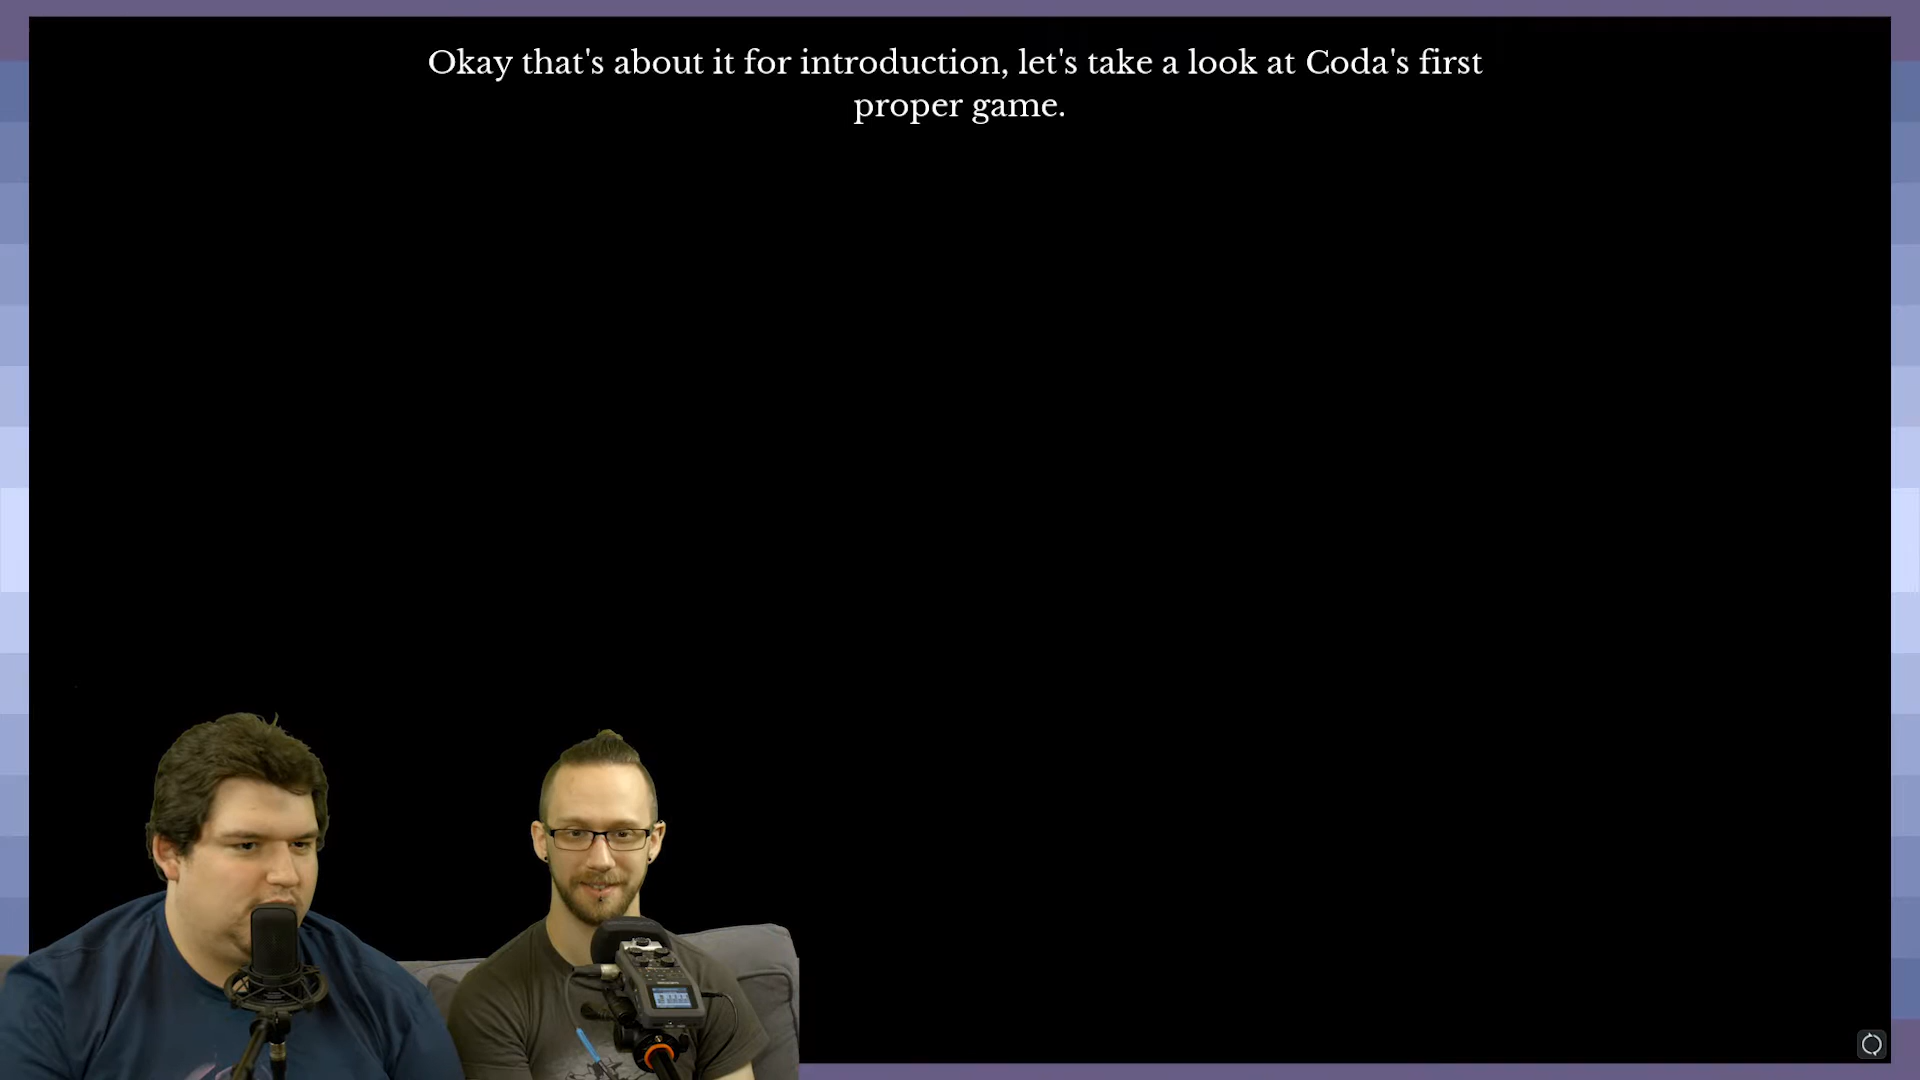 Okay that's about it for introduction, let's take a look at Coda's first
proper game.